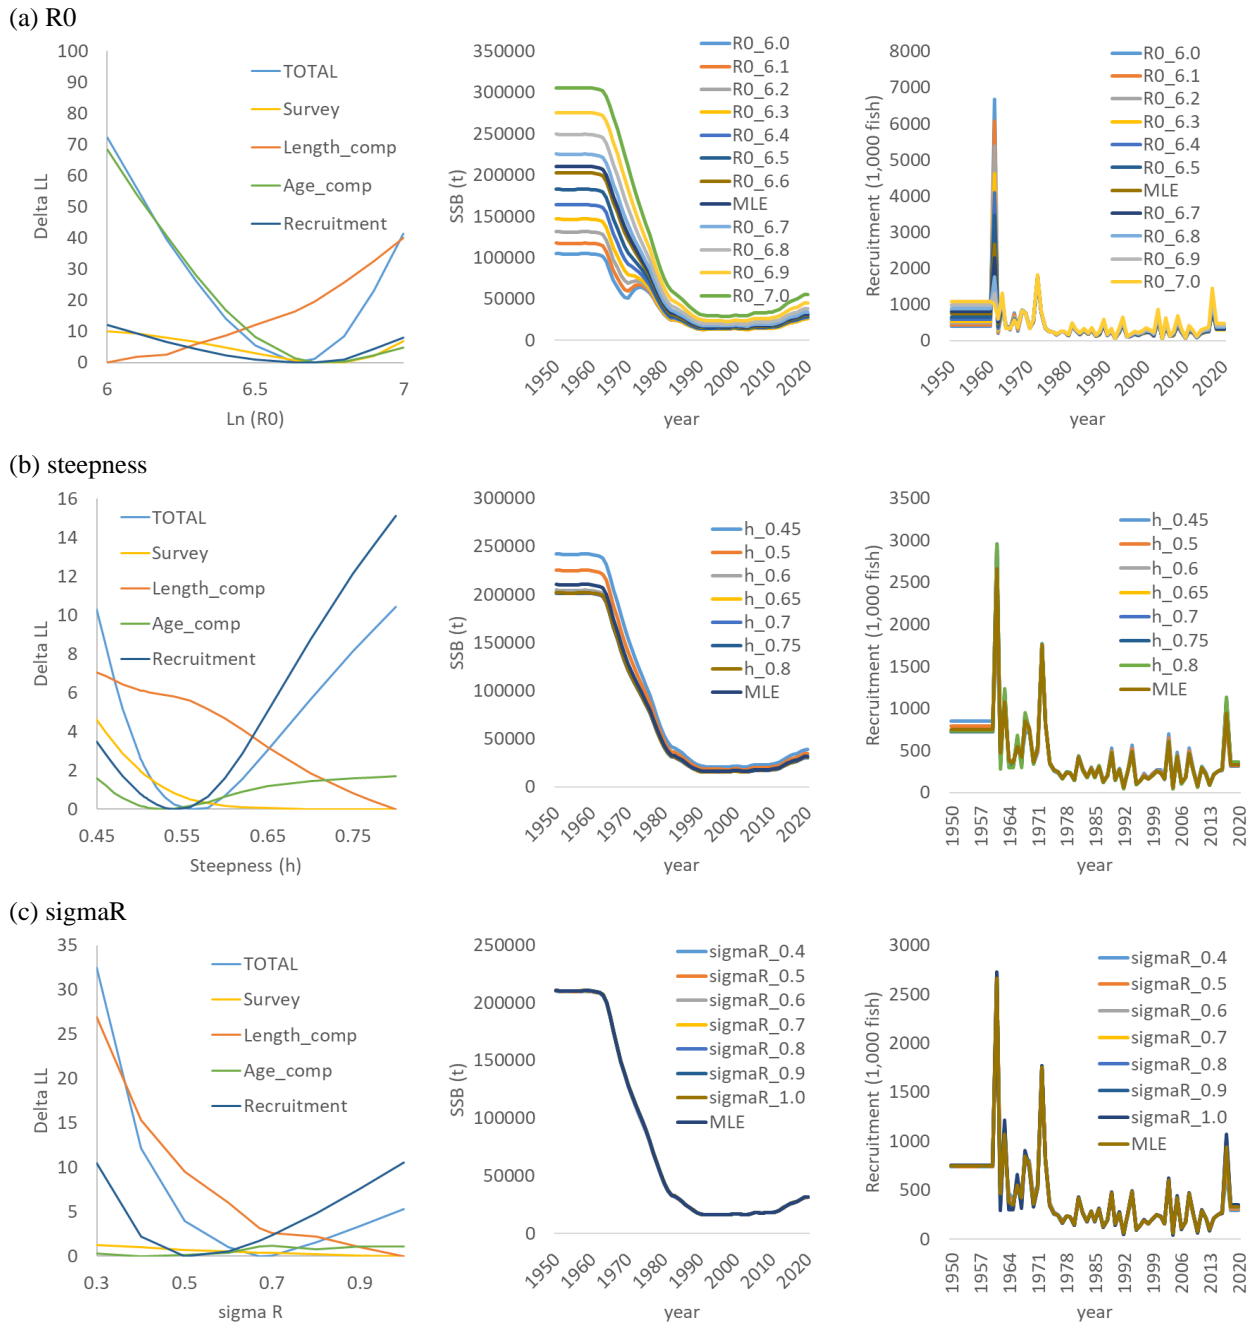 (a) R0
100
90
80
70
60
50
40
30
20
10
0
Delta LL
TOTAL
Survey
Length_comp
Age_comp
Recruitment
6
6.5
7
Ln (R0)
350000
300000
250000
200000
150000
100000
50000
0
SSB (t)
R0_6.0
R0_6.1
R0_6.2
R0_6.3
R0_6.4
R0_6.5
R0_6.6
MLE
R0_6.7
R0_6.8
R0_6.9
R0_7.0
1950
1960
1970
1980
1990
2000
2010
2020
year
8000
7000
6000
5000
4000
3000
2000
1000
0
Recruitment (1,000 fish)
R0_6.0
R0_6.1
R0_6.2
R0_6.3
R0_6.4
R0_6.5
MLE
R0_6.7
R0_6.8
R0_6.9
R0_7.0
1950
1960
1970
1980
1990
2000
2010
2020
year
(b) steepness
16
14
12
10
8
6
4
2
0
Delta LL
TOTAL
Survey
Length_comp
Age_comp
Recruitment
0.45
0.55
0.65
0.75
Steepness (h)
300000
250000
200000
150000
100000
50000
0
SSB (t)
h_0.45
h_0.5
h_0.6
h_0.65
h_0.7
h_0.75
h_0.8
MLE
1950
1960
1970
1980
1990
2000
2010
2020
year
3500
3000
2500
2000
1500
1000
500
0
Recruitment (1,000 fish)
h_0.45
h_0.5
h_0.6
h_0.65
h_0.7
h_0.75
h_0.8
MLE
1950
1957
1964
1971
1978
1985
1992
1999
2006
2013
2020
year
(c) sigmaR
35
30
25
20
15
10
5
0
Delta LL
TOTAL
Survey
Length_comp
Age_comp
Recruitment
0.3
0.5
0.7
0.9
sigma R
250000
200000
150000
100000
50000
0
SSB (t)
sigmaR_0.4
sigmaR_0.5
sigmaR_0.6
sigmaR_0.7
sigmaR_0.8
sigmaR_0.9
sigmaR_1.0
MLE
1950
1960
1970
1980
1990
2000
2010
2020
year
3000
2500
2000
1500
1000
500
0
Recruitment (1,000 fish)
sigmaR_0.4
sigmaR_0.5
sigmaR_0.6
sigmaR_0.7
sigmaR_0.8
sigmaR_0.9
sigmaR_1.0
MLE
1950
1957
1964
1971
1978
1985
1992
1999
2006
2013
2020
year